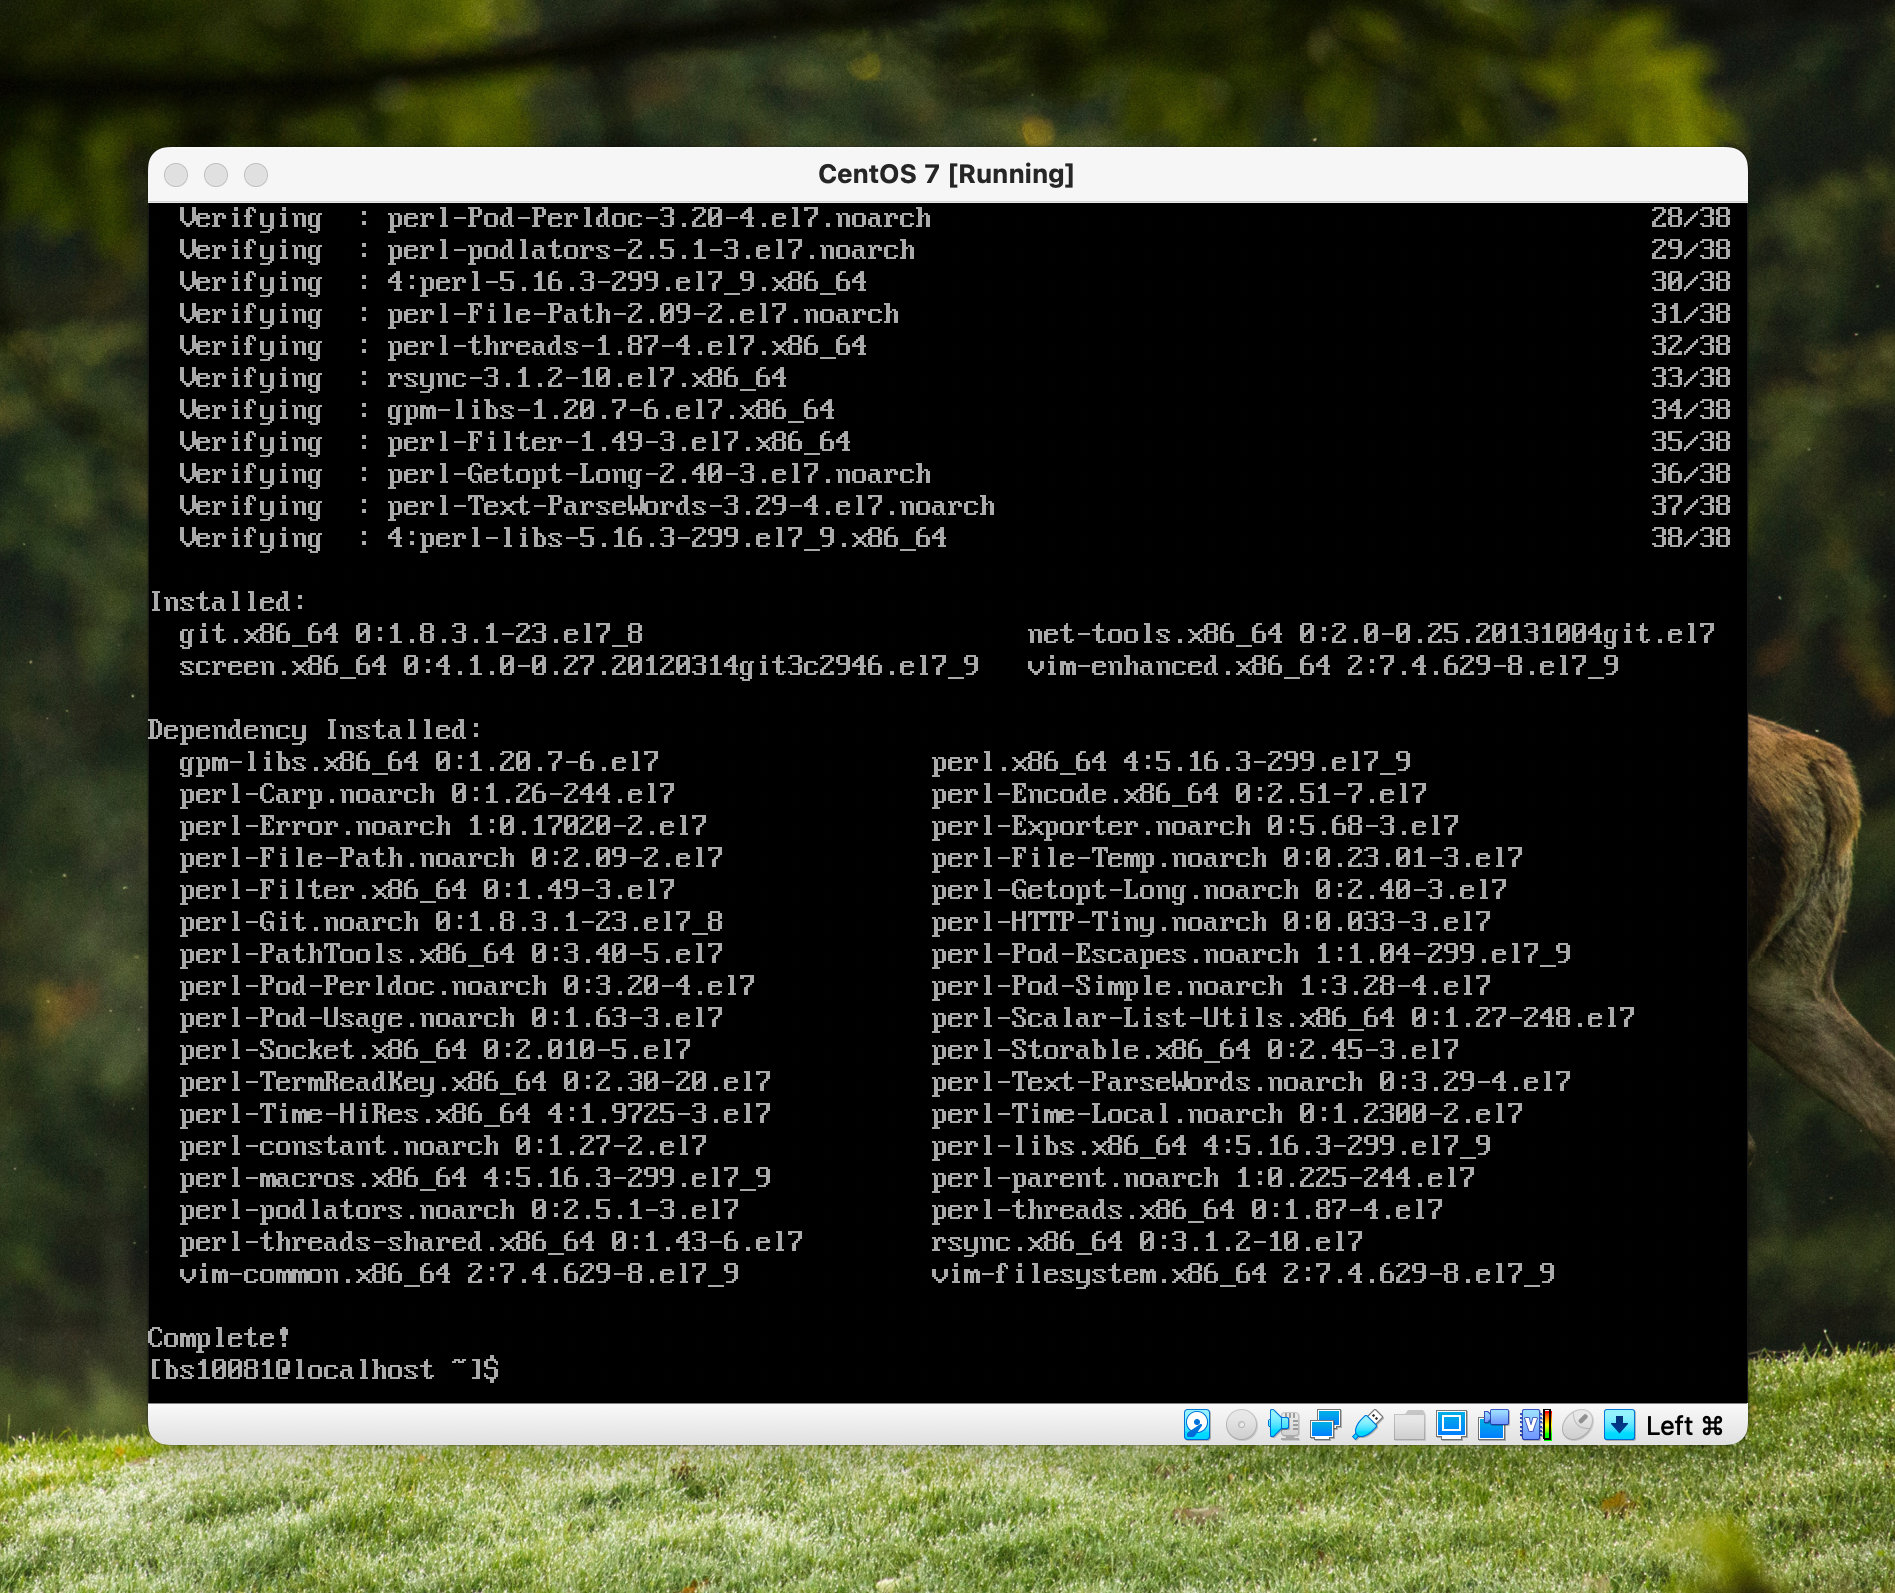 CentOS 7 [Running]
Verifying  : perl-Pod-Perldoc-3.20-4.el7.noarch 28/38
Verifying  : perl-podlators-2.5.1-3.el7.noarch 29/38
Verifying  : 4:perl-5.16.3-299.el7_9.x86_64 30/38
Verifying  : perl-File-Path-2.09-2.el7.noarch 31/38
Verifying  : perl-threads-1.87-4.el7.x86_64 32/38
Verifying  : rsync-3.1.2-10.el7.x86_64 33/38
Verifying  : gpm-libs-1.20.7-6.el7.x86_64 34/38
Verifying  : perl-Filter-1.49-3.el7.x86_64 35/38
Verifying  : perl-Getopt-Long-2.40-3.el7.noarch 36/38
Verifying  : perl-Text-ParseWords-3.29-4.el7.noarch 37/38
Verifying  : 4:perl-libs-5.16.3-299.el7_9.x86_64 38/38
Installed:
git.x86_64 0:1.8.3.1-23.el7_8 net-tools.x86_64 0:2.0-0.25.20131004git.el7
screen.x86_64 0:4.1.0-0.27.20120314git3c2946.el7_9 vim-enhanced.x86_64 2:7.4.629-8.el7_9
Dependency Installed:
gpm-libs.x86_64 0:1.20.7-6.el7 perl.x86_64 4:5.16.3-299.el7_9
perl-Carp.noarch 0:1.26-244.el7 perl-Encode.x86_64 0:2.51-7.el7
perl-Error.noarch 1:0.17020-2.el7 perl-Exporter.noarch 0:5.68-3.el7
perl-File-Path.noarch 0:2.09-2.el7 perl-File-Temp.noarch 0:0.23.01-3.el7
perl-Filter.x86_64 0:1.49-3.el7 perl-Getopt-Long.noarch 0:2.40-3.el7
perl-Git.noarch 0:1.8.3.1-23.el7_8 perl-HTTP-Tiny.noarch 0:0.033-3.el7
perl-PathTools.x86_64 0:3.40-5.el7 perl-Pod-Escapes.noarch 1:1.04-299.el7_9
perl-Pod-Perldoc.noarch 0:3.20-4.el7 perl-Pod-Simple.noarch 1:3.28-4.el7
perl-Pod-Usage.noarch 0:1.63-3.el7 perl-Scalar-List-Utils.x86_64 0:1.27-248.el7
perl-Socket.x86_64 0:2.010-5.el7 perl-Storable.x86_64 0:2.45-3.el7
perl-TermReadKey.x86_64 0:2.30-20.el7 perl-Text-ParseWords.noarch 0:3.29-4.el7
perl-Time-HiRes.x86_64 4:1.9725-3.el7 perl-Time-Local.noarch 0:1.2300-2.el7
perl-constant.noarch 0:1.27-2.el7 perl-libs.x86_64 4:5.16.3-299.el7_9
perl-macros.x86_64 4:5.16.3-299.el7_9 perl-parent.noarch 1:0.225-244.el7
perl-podlators.noarch 0:2.5.1-3.el7 perl-threads.x86_64 0:1.87-4.el7
perl-threads-shared.x86_64 0:1.43-6.el7 rsync.x86_64 0:3.1.2-10.el7
vim-common.x86_64 2:7.4.629-8.el7_9 vim-filesystem.x86_64 2:7.4.629-8.el7_9
Complete!
[bs10081@localhost ~]$
Left ⌘